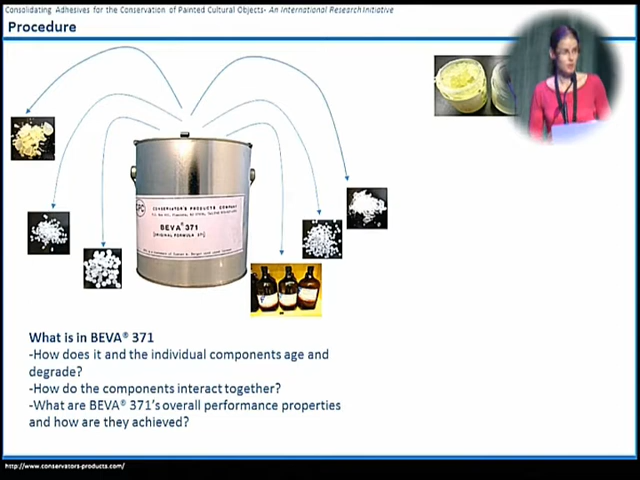 Consolidating Adhesives for the Conservation of Painted Cultural Objects- An International Research Initiative
Procedure
CONSERVATOR'S PRODUCTS COMPANY
BEVA® 371
[ORIGINAL FORMULA 371]
What is in BEVA® 371
-How does it and the individual components age and
degrade?
-How do the components interact together?
-What are BEVA® 371's overall performance properties
and how are they achieved?
http://www.conservators-products.com/